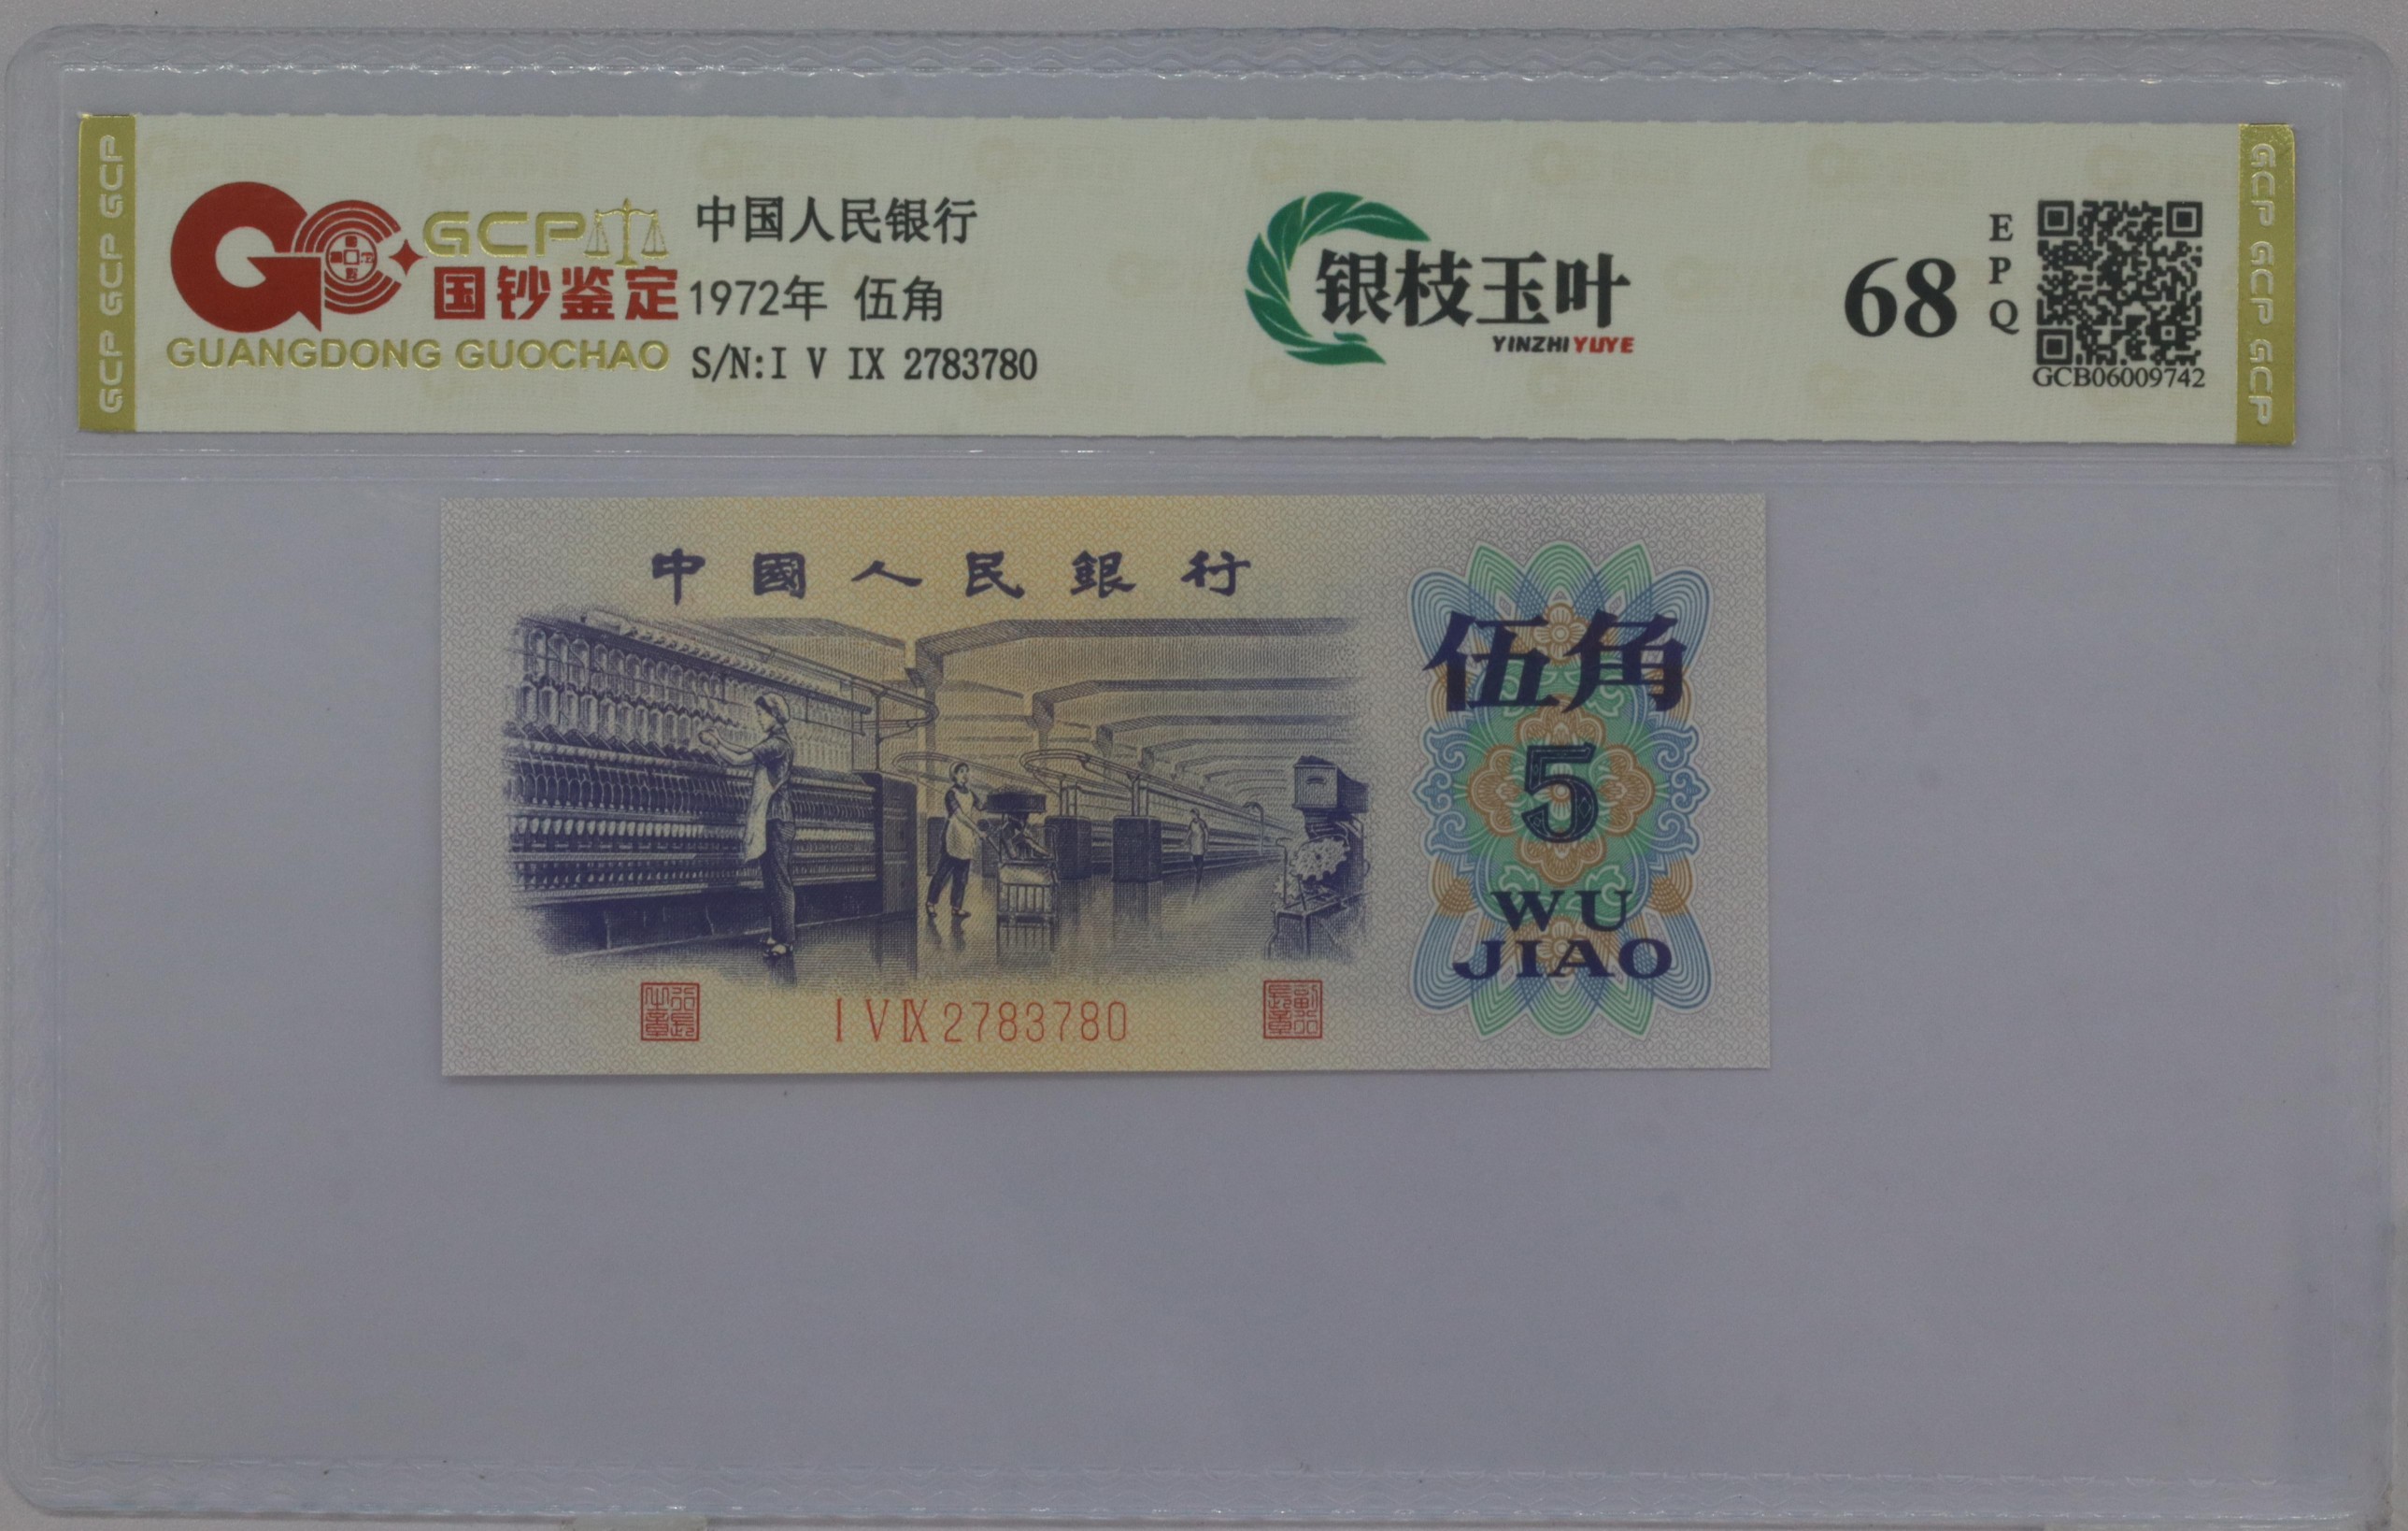 GCP GCP GCP
GCP
国钞鉴定
GUANGDONG GUOCHAO
中国人民银行
1972年 伍角
S/N:I V IX 2783780
银枝玉叶
YINZHI YUYE
68
EPQ
GCB06009742
GCP GCP GCP
中國人民銀行
伍角
5
WU
JIAO
I V IX 2783780